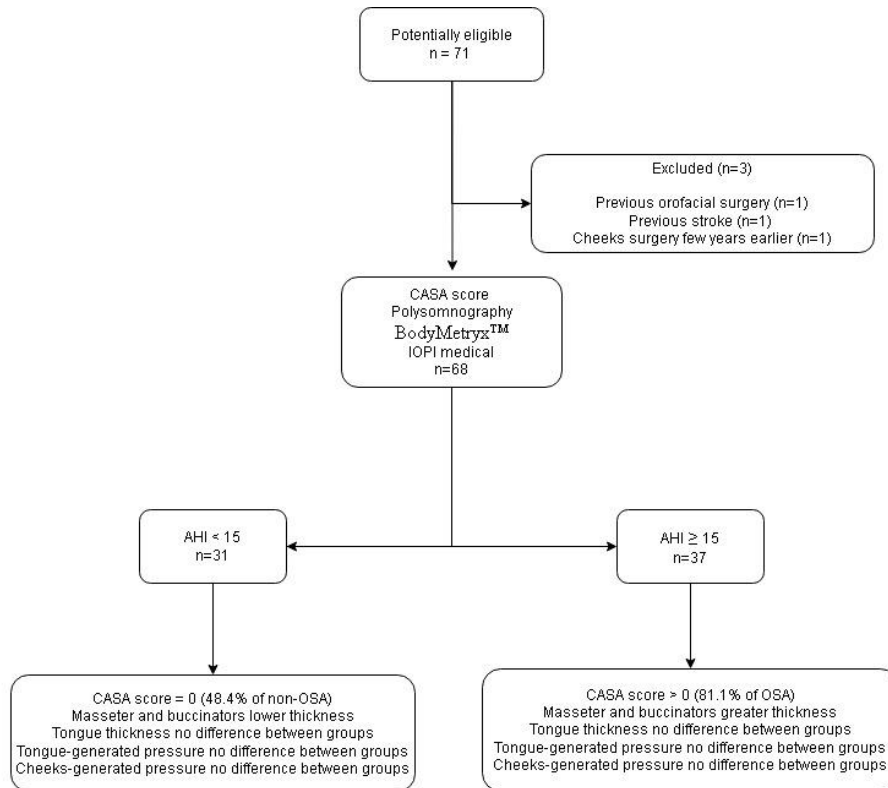 Potentially eligible
n = 71
Excluded (n=3)
Previous orofacial surgery (n=1)
Previous stroke (n=1)
Cheeks surgery few years earlier (n=1)
CASA score
Polysomnography
BodyMetryx™
IOPI medical
n=68
AHI < 15
n=31
AHI ≥ 15
n=37
CASA score = 0 (48.4% of non-OSA)
Masseter and buccinators lower thickness
Tongue thickness no difference between groups
Tongue-generated pressure no difference between groups
Cheeks-generated pressure no difference between groups
CASA score > 0 (81.1% of OSA)
Masseter and buccinators greater thickness
Tongue thickness no difference between groups
Tongue-generated pressure no difference between groups
Cheeks-generated pressure no difference between groups